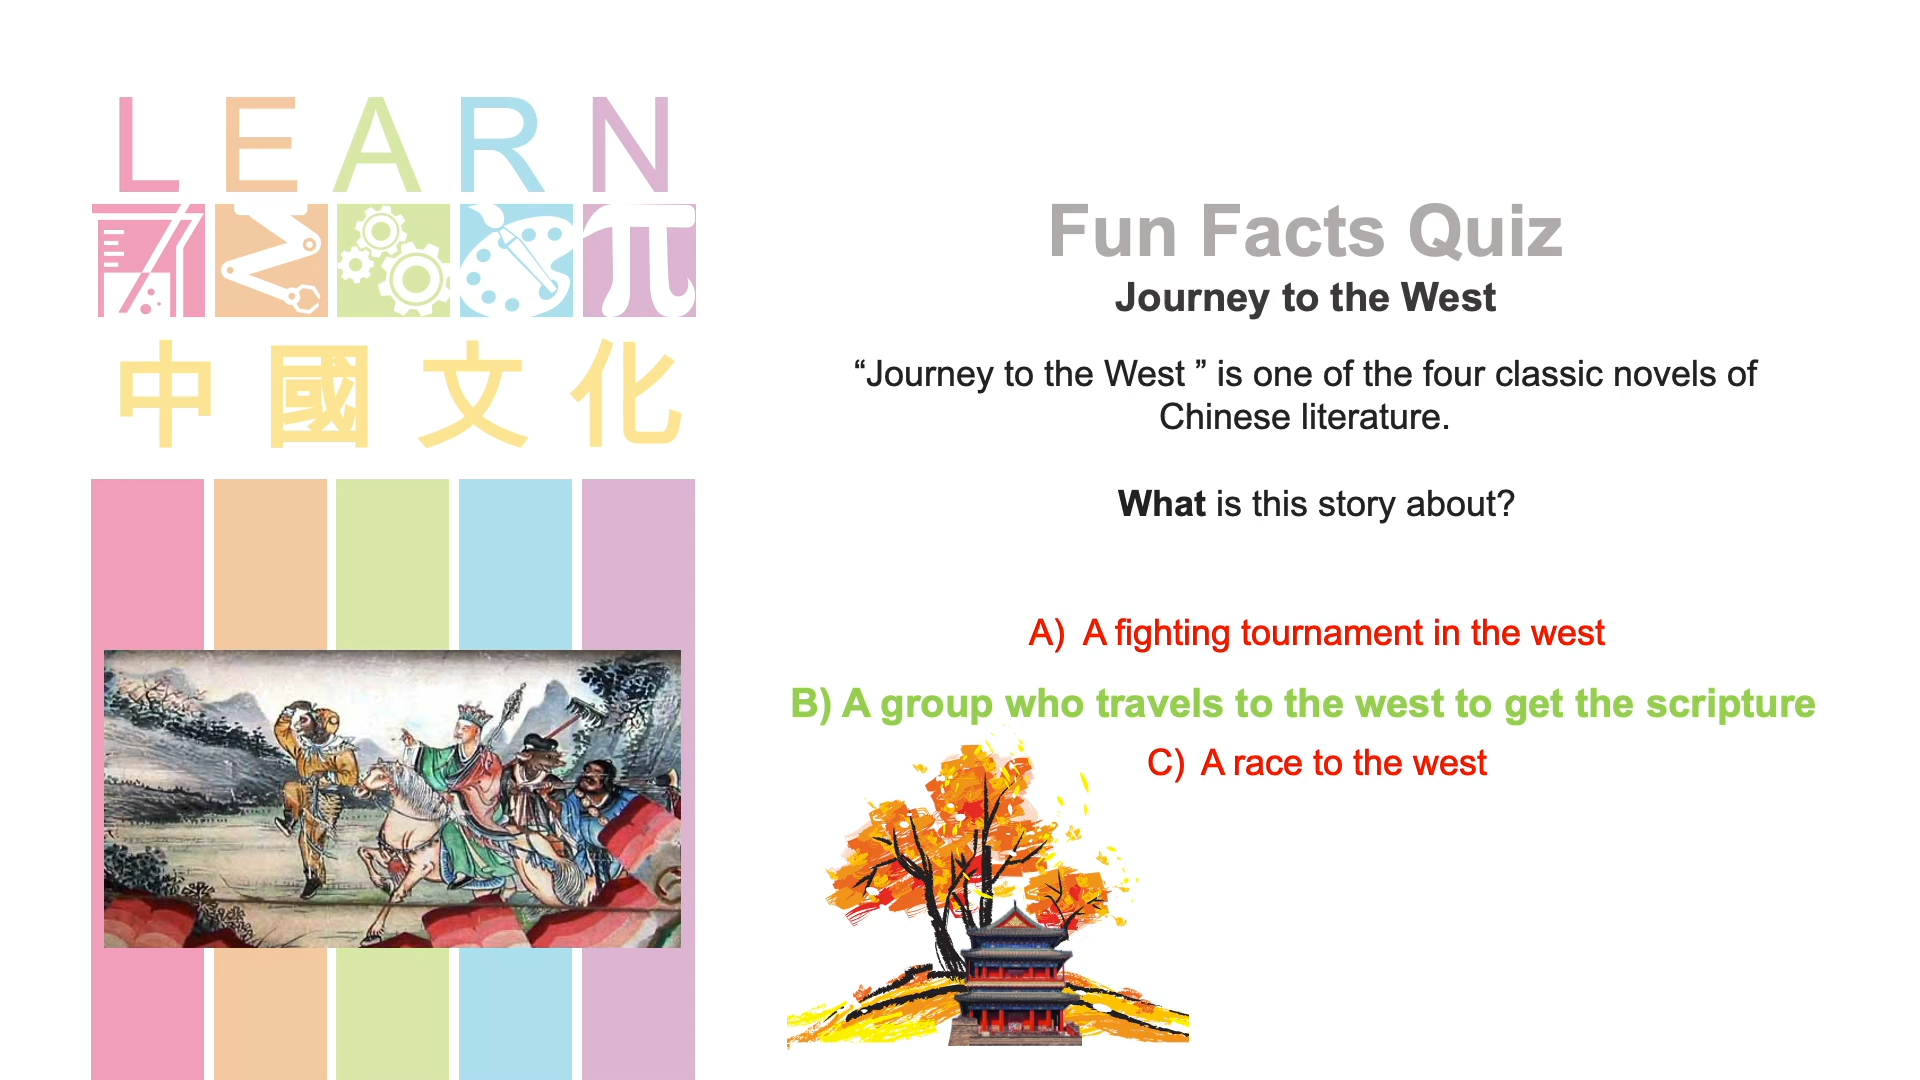 LEARN
中國文化
Fun Facts Quiz
Journey to the West
“Journey to the West ” is one of the four classic novels of
Chinese literature.
What is this story about?
A) A fighting tournament in the west
B) A group who travels to the west to get the scripture
C) A race to the west